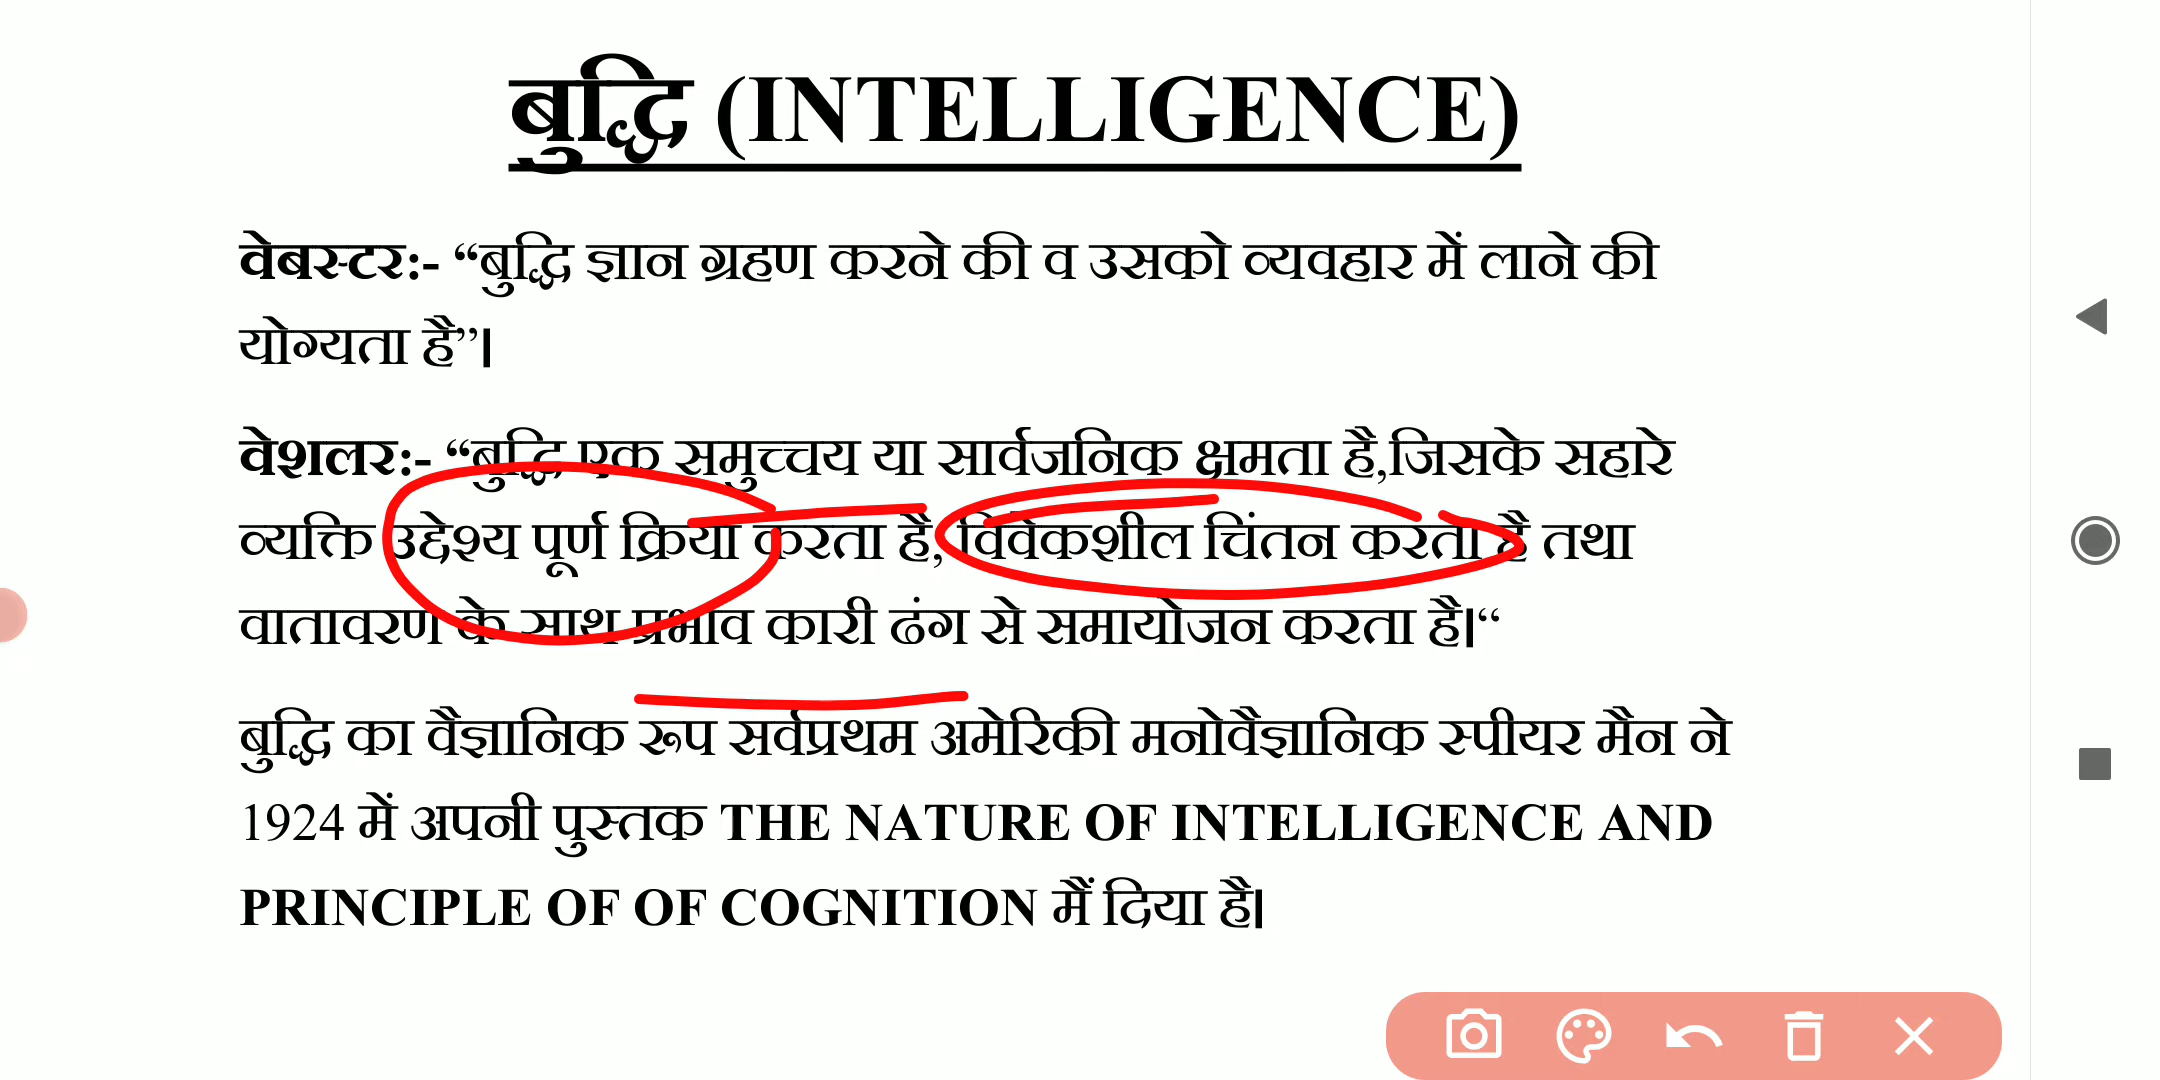 बुद्धि (INTELLIGENCE)
वेबस्टर:- “बुद्धि ज्ञान ग्रहण करने की व उसको व्यवहार में लाने की
योग्यता है”।
वेशलर:- “बुद्धि एक समुच्चय या सार्वजनिक क्षमता है,जिसके सहारे
व्यक्ति उद्देश्य पूर्ण क्रिया करता है, विवेकशील चिंतन करता है तथा
वातावरण के साथ प्रभाव कारी ढंग से समायोजन करता है।“
बुद्धि का वैज्ञानिक रुप सर्वप्रथम अमेरिकी मनोवैज्ञानिक स्पीयर मैन ने
1924 में अपनी पुस्तक THE NATURE OF INTELLIGENCE AND
PRINCIPLE OF OF COGNITION मैं दिया है।